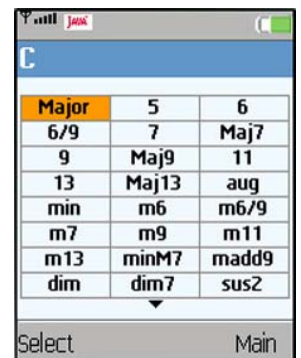 Java
C
Major 5 6
6/9 7 Maj7
9 Maj9 11
13 Maj13 aug
min m6 m6/9
m7 m9 m11
m13 minM7 madd9
dim dim7 sus2
Select Main